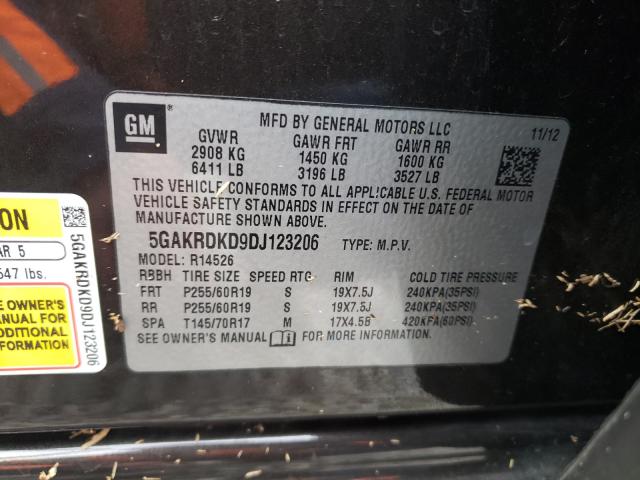 GM
MFD BY GENERAL MOTORS LLC
11/12
GVWR GAWR FRT GAWR RR
2908 KG 1450 KG 1600 KG
6411 LB 3196 LB 3527 LB
THIS VEHICLE CONFORMS TO ALL APPLICABLE U.S. FEDERAL MOTOR
VEHICLE SAFETY STANDARDS IN EFFECT ON THE DATE OF
MANUFACTURE SHOWN ABOVE.
5GAKRDKD9DJ123206 TYPE: M.P.V.
MODEL: R14526
RBBH TIRE SIZE SPEED RTG RIM COLD TIRE PRESSURE
FRT P255/60R19 S 19X7.5J 240KPA(35PSI)
RR P255/60R19 S 19X7.5J 240KPA(35PSI)
SPA T145/70R17 M 17X4.5B 420KPA(60PSI)
SEE OWNER'S MANUAL FOR MORE INFORMATION.
ION
AR 5
547 lbs.
E OWNER'S
MANUAL FOR
ADDITIONAL
FORMATION
5GAKRDKD9DJ123206